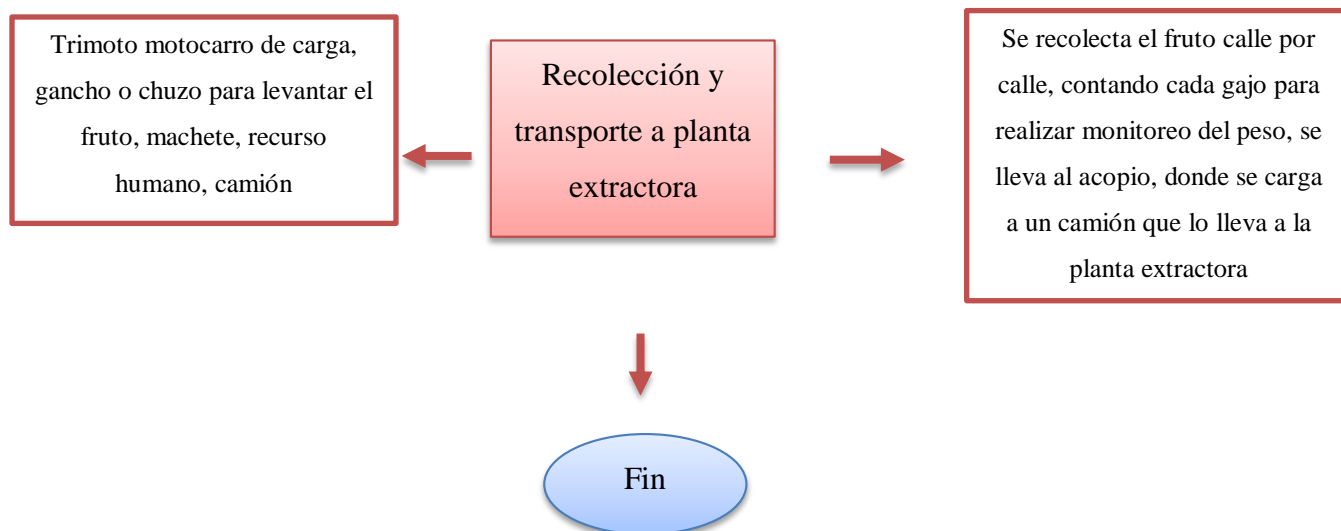 Trimoto motocarro de carga,
gancho o chuzo para levantar el
fruto, machete, recurso
humano, camión
Recolección y
transporte a planta
extractora
Se recolecta el fruto calle por
calle, contando cada gajo para
realizar monitoreo del peso, se
lleva al acopio, donde se carga
a un camión que lo lleva a la
planta extractora
Fin